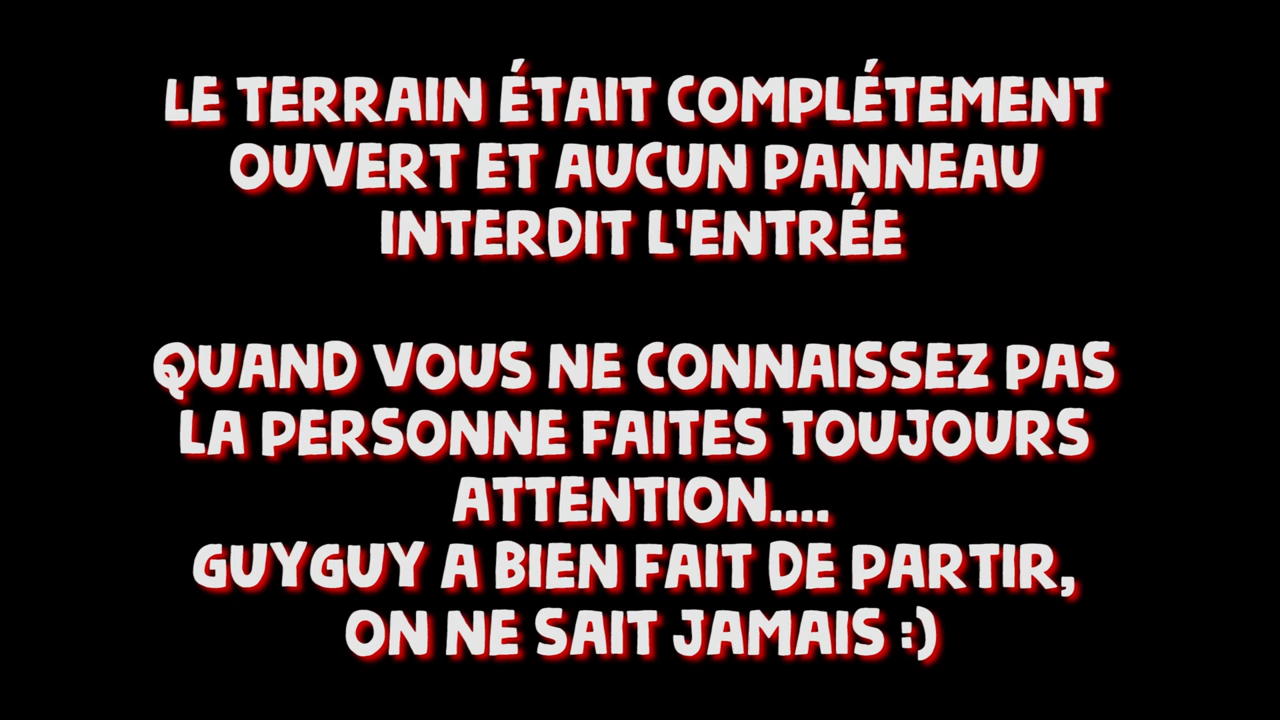 LE TERRAIN ÉTAIT COMPLÉTEMENT
OUVERT ET AUCUN PANNEAU
INTERDIT L'ENTRÉE
QUAND VOUS NE CONNAISSEZ PAS
LA PERSONNE FAITES TOUJOURS
ATTENTION....
GUYGUY A BIEN FAIT DE PARTIR,
ON NE SAIT JAMAIS :)